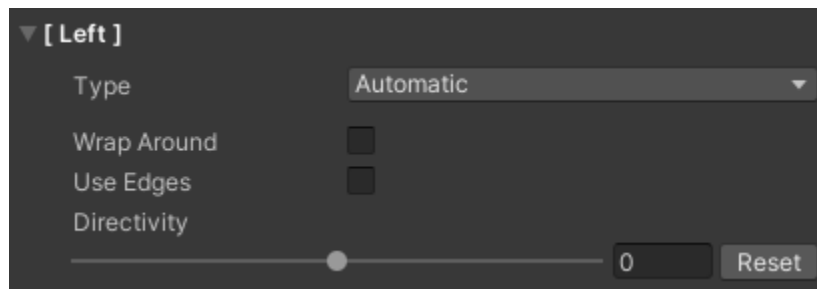 [ Left ]
Type Automatic
Wrap Around
Use Edges
Directivity
0 Reset